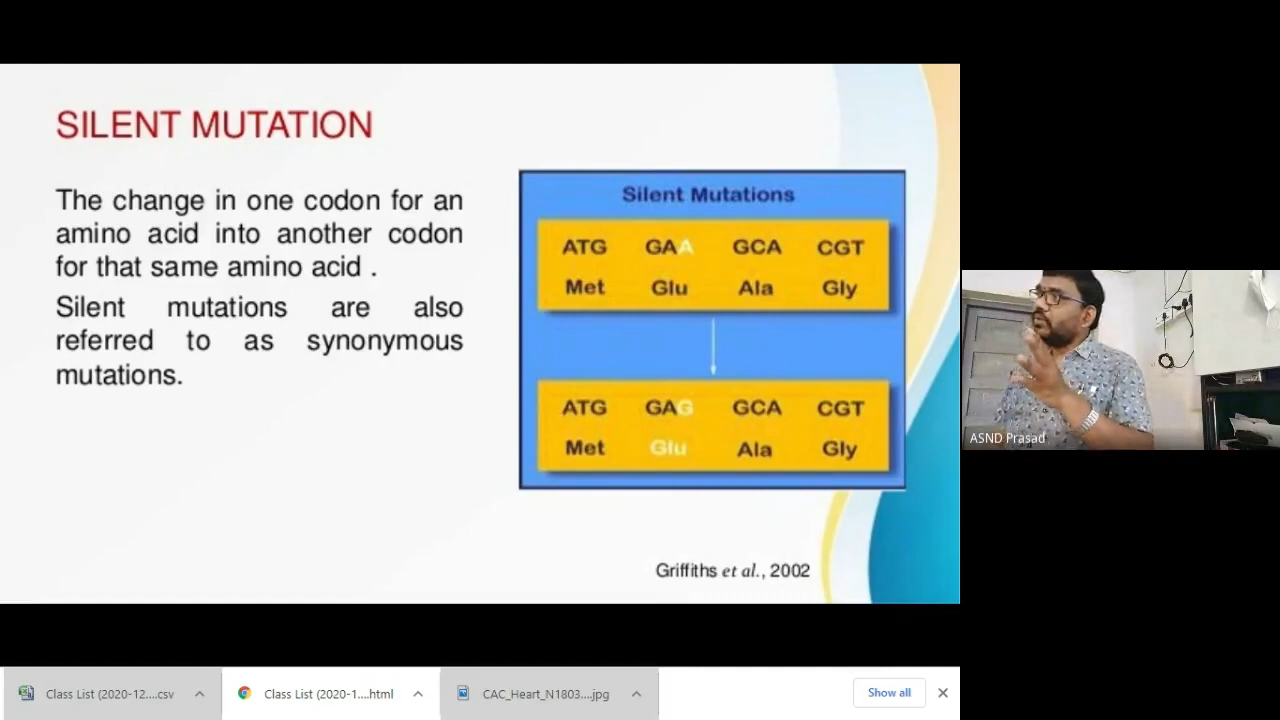 SILENT MUTATION
The change in one codon for an
amino acid into another codon
for that same amino acid .
Silent mutations are also
referred to as synonymous
mutations.
Silent Mutations
ATG GAA GCA CGT
Met Glu Ala Gly
ATG GAG GCA CGT
Met Glu Ala Gly
Griffiths et al., 2002
ASND Prasad
Class List (2020-12....csv
Class List (2020-1....html
CAC_Heart_N1803....jpg
Show all